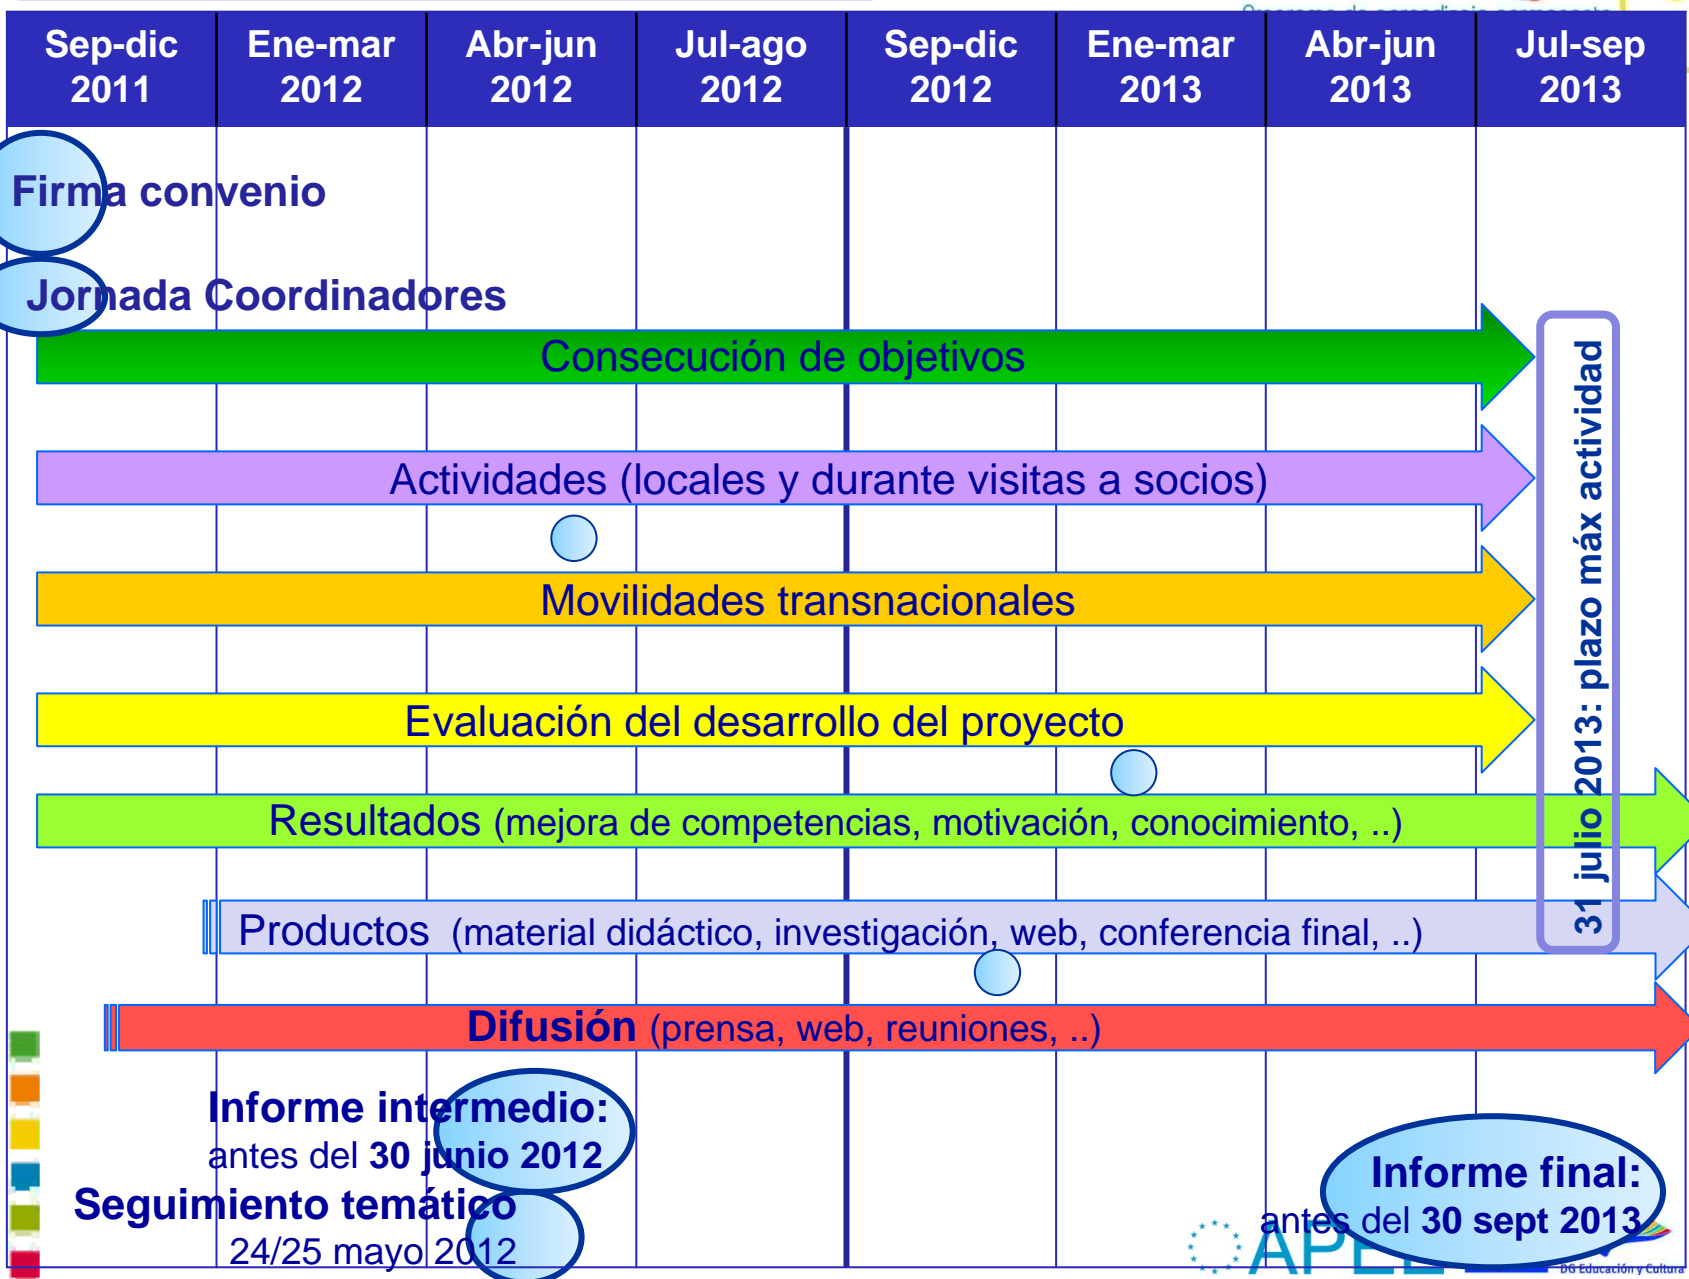 Programa de aprendizaje permanente
Sep-dic 2011
Ene-mar 2012
Abr-jun 2012
Jul-ago 2012
Sep-dic 2012
Ene-mar 2013
Abr-jun 2013
Jul-sep 2013
Firma convenio
Jornada Coordinadores
Consecución de objetivos
Actividades (locales y durante visitas a socios)
Movilidades transnacionales
Evaluación del desarrollo del proyecto
Resultados (mejora de competencias, motivación, conocimiento, ..)
Productos (material didáctico, investigación, web, conferencia final, ..)
Difusión (prensa, web, reuniones, ..)
31 julio 2013: plazo máx actividad
Informe intermedio:
antes del 30 junio 2012
Seguimiento temático
24/25 mayo 2012
Informe final:
antes del 30 sept 2013
DG Educación y Cultura